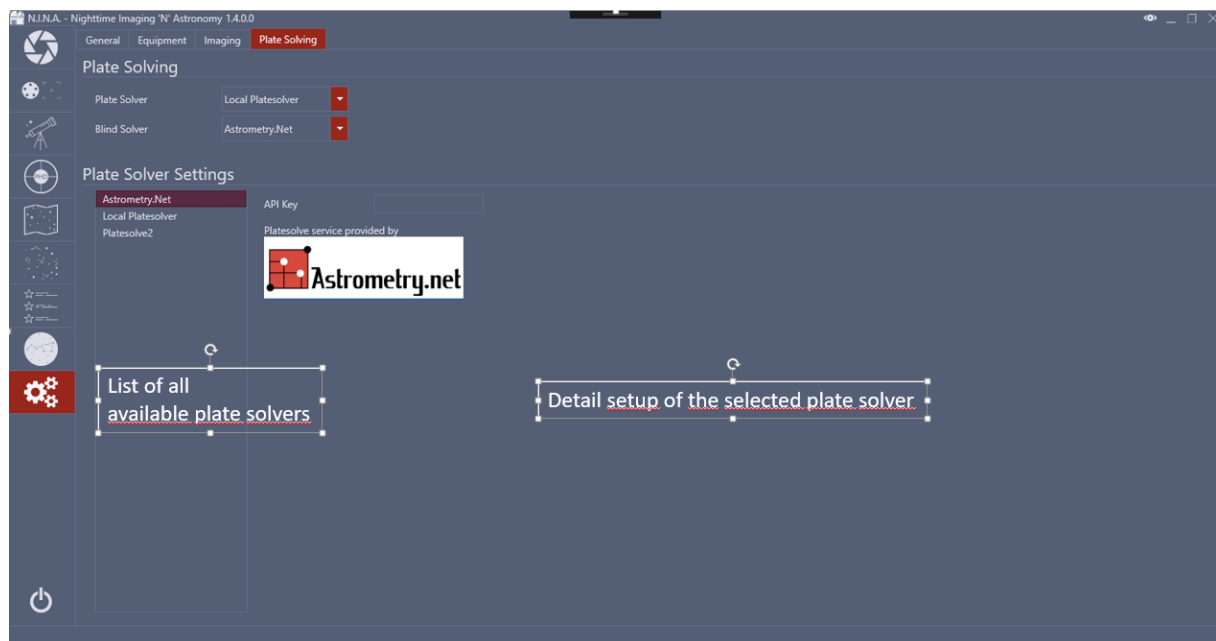 N.I.N.A. - Nighttime Imaging 'N' Astronomy 1.4.0.0
General Equipment Imaging Plate Solving
Plate Solving
Plate Solver Local Platesolver
Blind Solver Astrometry.Net
Plate Solver Settings
Astrometry.Net
Local Platesolver
Platesolve2
API Key
Platesolve service provided by
Astrometry.net
List of all
available plate solvers
Detail setup of the selected plate solver